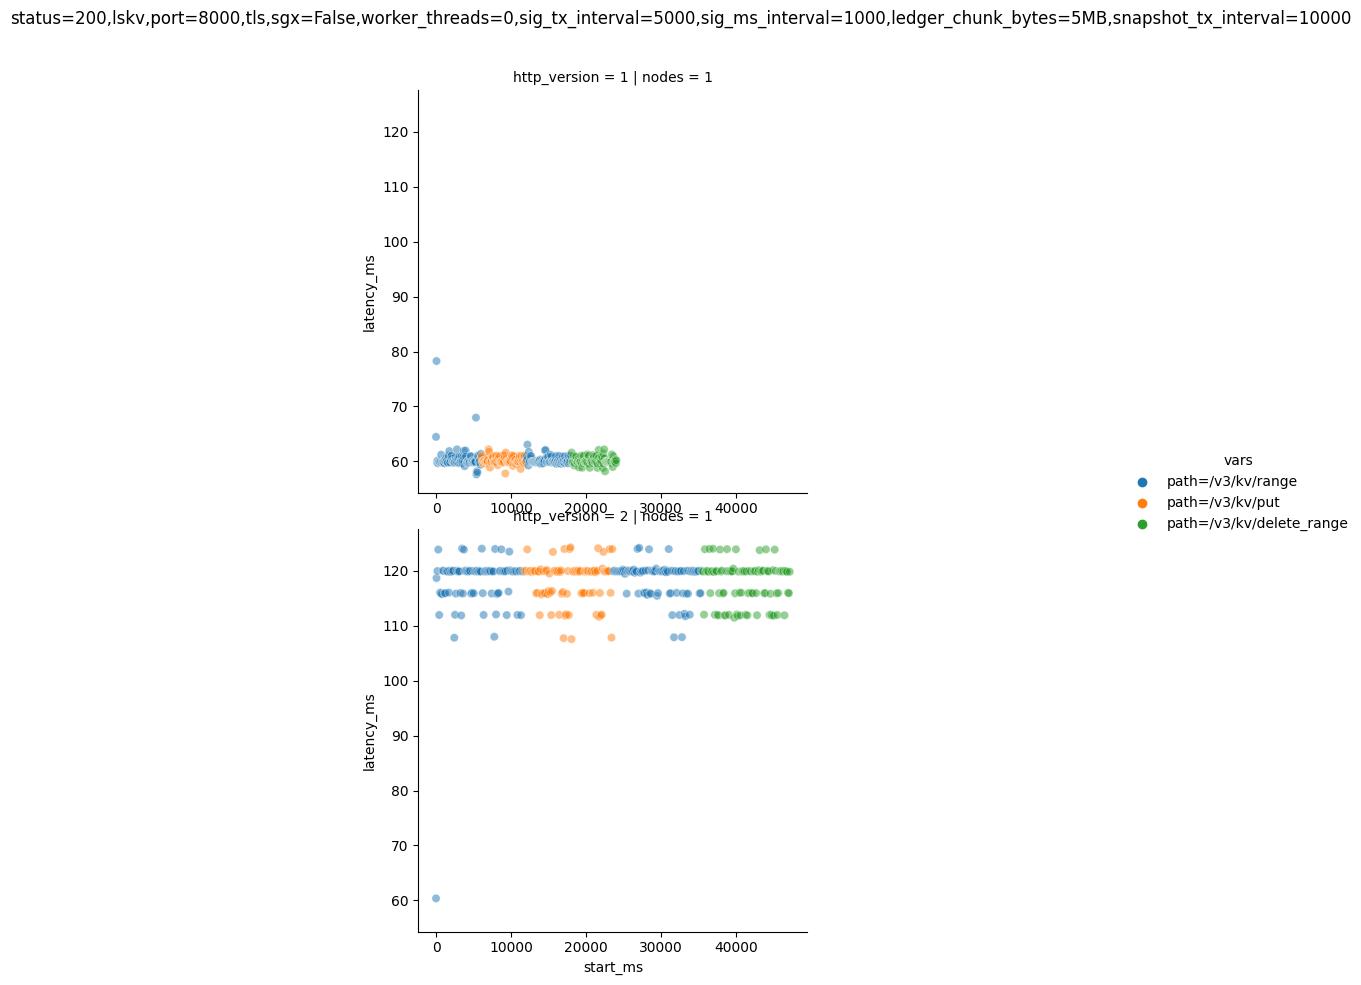 status=200,lskv,port=8000,tls,sgx=False,worker_threads=0,sig_tx_interval=5000,sig_ms_interval=1000,ledger_chunk_bytes=5MB,snapshot_tx_interval=10000
http_version = 1 | nodes = 1
120
110
100
90
80
70
60
latency_ms
0 10000 20000 30000 40000
http_version = 2 | nodes = 1
120
110
100
90
80
70
60
latency_ms
0 10000 20000 30000 40000
start_ms
vars
path=/v3/kv/range
path=/v3/kv/put
path=/v3/kv/delete_range